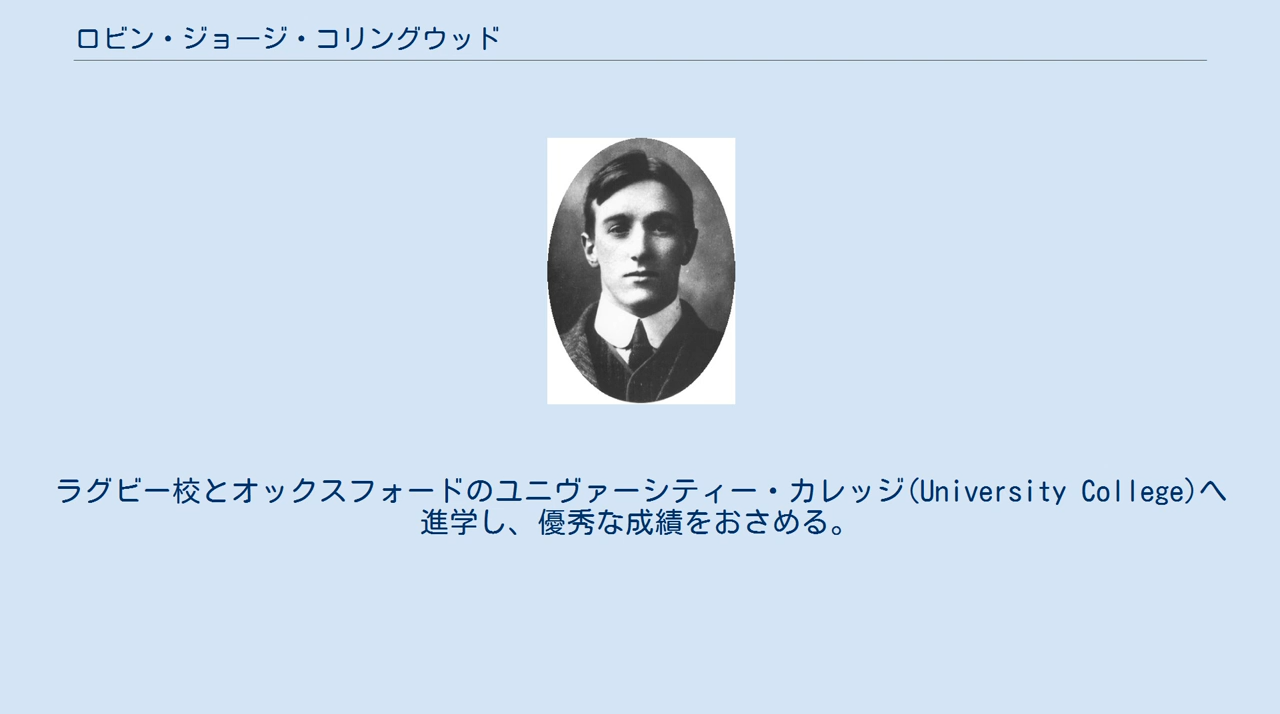 ロビン・ジョージ・コリングウッド
ラグビー校とオックスフォードのユニヴァーシティー・カレッジ(University College)へ
進学し、優秀な成績をおさめる。